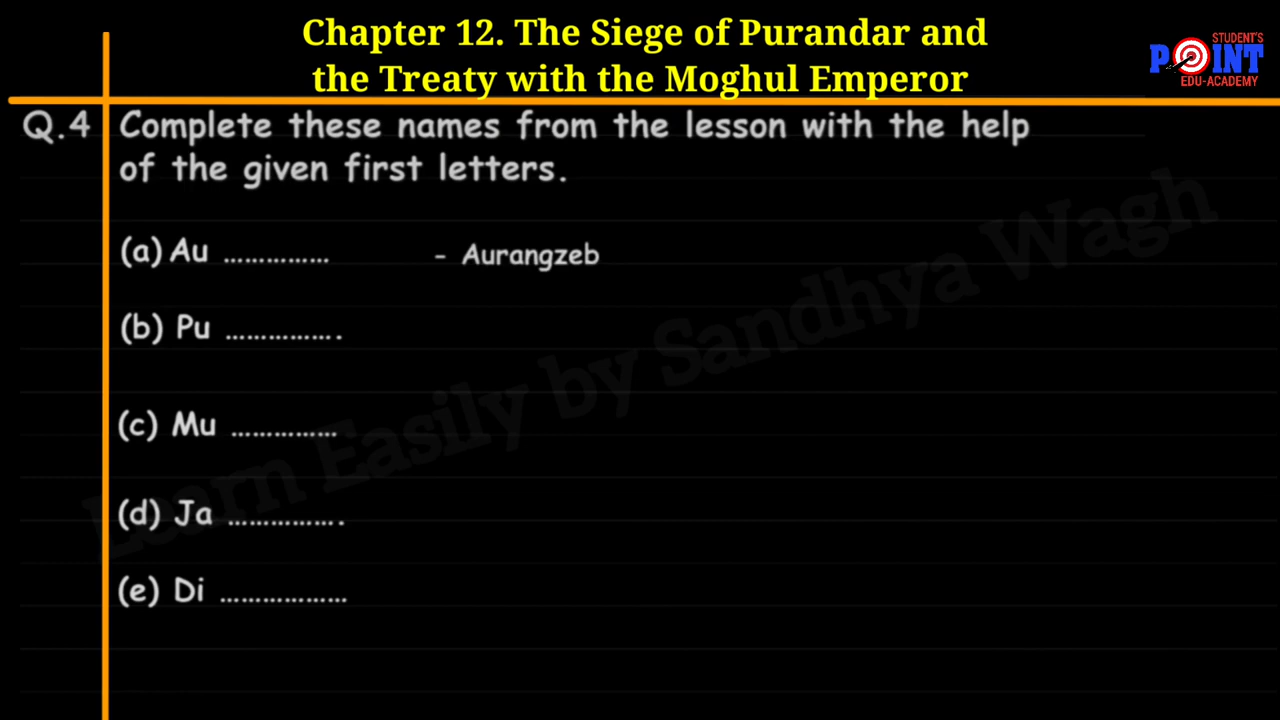 Chapter 12. The Siege of Purandar and
the Treaty with the Moghul Emperor
STUDENT'S
POINT
EDU-ACADEMY
Q.4 Complete these names from the lesson with the help
of the given first letters.
(a) Au ............... - Aurangzeb
(b) Pu ................
(c) Mu ...............
(d) Ja ................
(e) Di ..................
Learn Easily by Sandhya Wagh